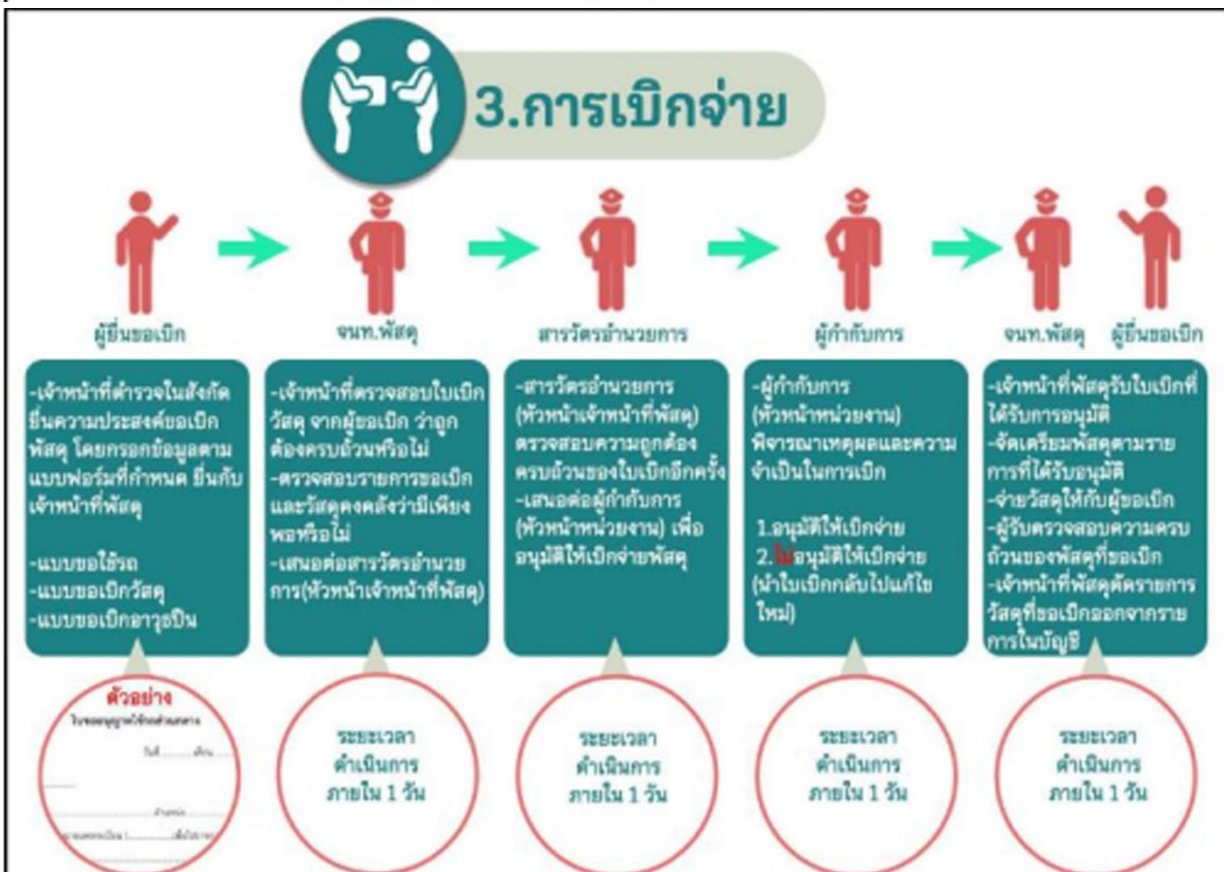 3.การเบิกจ่าย
ผู้ยื่นขอเบิก
-เจ้าหน้าที่ตำรวจในสังกัด
ยื่นความประสงค์ขอเบิก
พัสดุ โดยกรอกข้อมูลตาม
แบบฟอร์มที่กำหนด ยื่นกับ
เจ้าหน้าที่พัสดุ
-แบบขอใช้รถ
-แบบขอเบิกวัสดุ
-แบบขอเบิกอาวุธปืน
ตัวอย่าง
ใบขออนุญาตใช้รถส่วนกลาง
วันที่ เดือน
ตำแหน่ง
จนท.พัสดุ
-เจ้าหน้าที่ตรวจสอบใบเบิก
วัสดุ จากผู้ขอเบิก ว่าถูก
ต้องครบถ้วนหรือไม่
-ตรวจสอบรายการขอเบิก
และวัสดุคงคลังว่ามีเพียง
พอหรือไม่
-เสนอต่อสารวัตรอำนวย
การ(หัวหน้าเจ้าหน้าที่พัสดุ)
ระยะเวลา
ดำเนินการ
ภายใน 1 วัน
สารวัตรอำนวยการ
-สารวัตรอำนวยการ
(หัวหน้าเจ้าหน้าที่พัสดุ)
ตรวจสอบความถูกต้อง
ครบถ้วนของใบเบิกอีกครั้ง
-เสนอต่อผู้กำกับการ
(หัวหน้าหน่วยงาน) เพื่อ
อนุมัติให้เบิกจ่ายพัสดุ
ระยะเวลา
ดำเนินการ
ภายใน 1 วัน
ผู้กำกับการ
-ผู้กำกับการ
(หัวหน้าหน่วยงาน)
พิจารณาเหตุผลและความ
จำเป็นในการเบิก
1.อนุมัติให้เบิกจ่าย
2.ไม่อนุมัติให้เบิกจ่าย
(นำใบเบิกกลับไปแก้ไข
ใหม่)
ระยะเวลา
ดำเนินการ
ภายใน 1 วัน
จนท.พัสดุ ผู้ยื่นขอเบิก
-เจ้าหน้าที่พัสดุรับใบเบิกที่
ได้รับการอนุมัติ
-จัดเตรียมพัสดุตามราย
การที่ได้รับอนุมัติ
-จ่ายวัสดุให้กับผู้ขอเบิก
-ผู้รับตรวจสอบความครบ
ถ้วนของพัสดุที่ขอเบิก
-เจ้าหน้าที่พัสดุตัดรายการ
วัสดุที่ขอเบิกออกจากราย
การในบัญชี
ระยะเวลา
ดำเนินการ
ภายใน 1 วัน